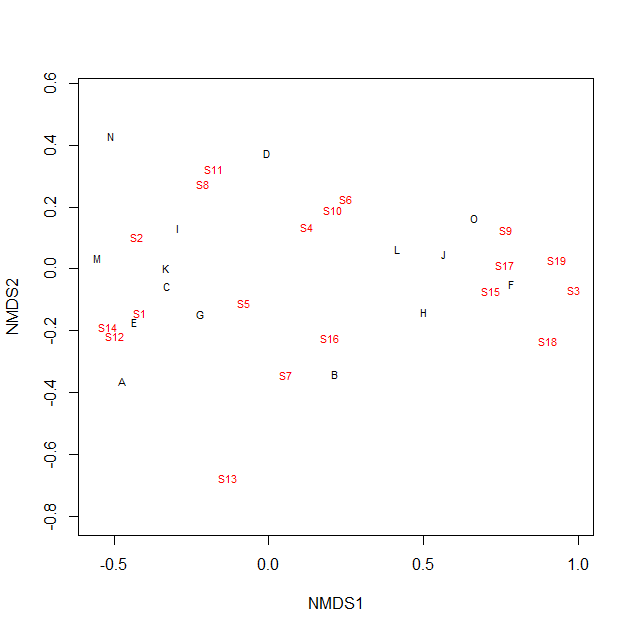 0.6
N
0.4
D
S11
S8
S6
0.2
S10
O
S4
I
S9
S2
L
J
M
S19
S17
K
0.0
F
C
S15
S3
S5
H
S1
G
E
S14
-0.2
S12
S16
S18
B
S7
A
-0.4
-0.6
S13
-0.8
NMDS2
-0.5 0.0 0.5 1.0
NMDS1